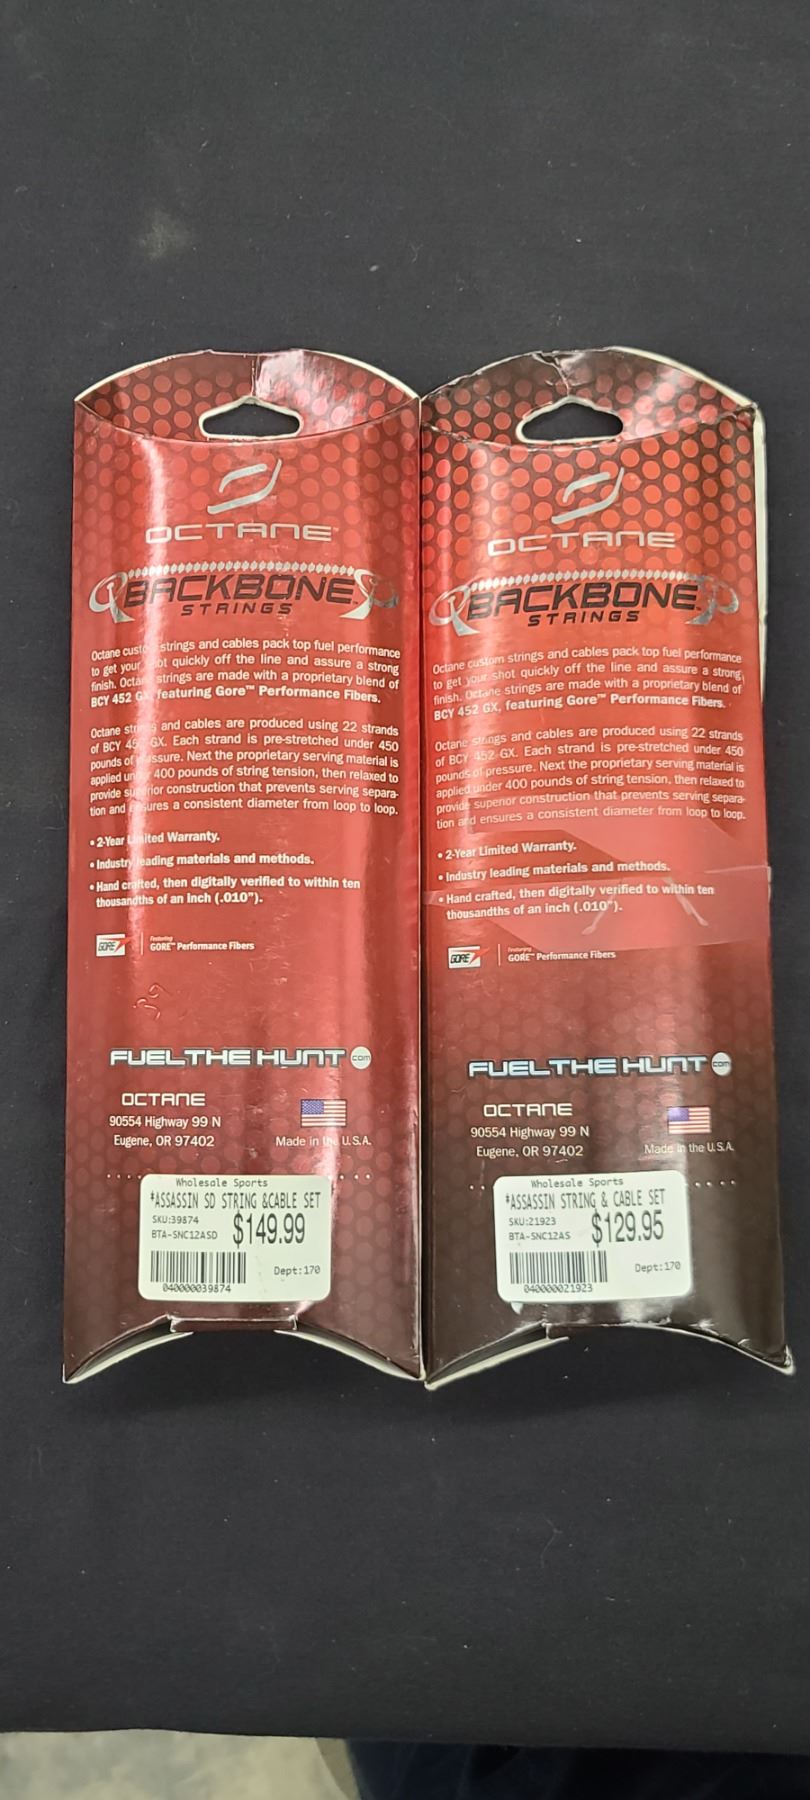 OCTANE™
BACKBONE™
STRINGS
Octane custom strings and cables pack top fuel performance
to get your shot quickly off the line and assure a strong
finish. Octane strings are made with a proprietary blend of
BCY 452 GX, featuring Gore™ Performance Fibers.
Octane strings and cables are produced using 22 strands
of BCY 452 GX. Each strand is pre-stretched under 450
pounds of pressure. Next the proprietary serving material is
applied under 400 pounds of string tension, then relaxed to
provide superior construction that prevents serving separa-
tion and ensures a consistent diameter from loop to loop.
• 2-Year Limited Warranty.
• Industry leading materials and methods.
• Hand crafted, then digitally verified to within ten
thousandths of an inch (.010").
GORE
Featuring
GORE™ Performance Fibers
39
FUELTHEHUNT.com
OCTANE
90554 Highway 99 N
Eugene, OR 97402
Made in the U.S.A.
Wholesale Sports
*ASSASSIN SD STRING &CABLE SET
SKU:39874
$149.99
BTA-SNC12ASD
Dept:170
040000039874
OCTANE
BACKBONE™
STRINGS
Octane custom strings and cables pack top fuel performance
to get your shot quickly off the line and assure a strong
finish. Octane strings are made with a proprietary blend of
BCY 452 GX, featuring Gore™ Performance Fibers.
Octane strings and cables are produced using 22 strands
of BCY 452 GX. Each strand is pre-stretched under 450
pounds of pressure. Next the proprietary serving material is
applied under 400 pounds of string tension, then relaxed to
provide superior construction that prevents serving separa-
tion and ensures a consistent diameter from loop to loop.
• 2-Year Limited Warranty.
• Industry leading materials and methods.
• Hand crafted, then digitally verified to within ten
thousandths of an inch (.010").
GORE
Featuring
GORE™ Performance Fibers
FUELTHEHUNT.com
OCTANE
90554 Highway 99 N
Eugene, OR 97402
Made in the U.S.A.
Wholesale Sports
*ASSASSIN STRING & CABLE SET
SKU:21923
$129.95
BTA-SNC12AS
Dept:170
040000021923